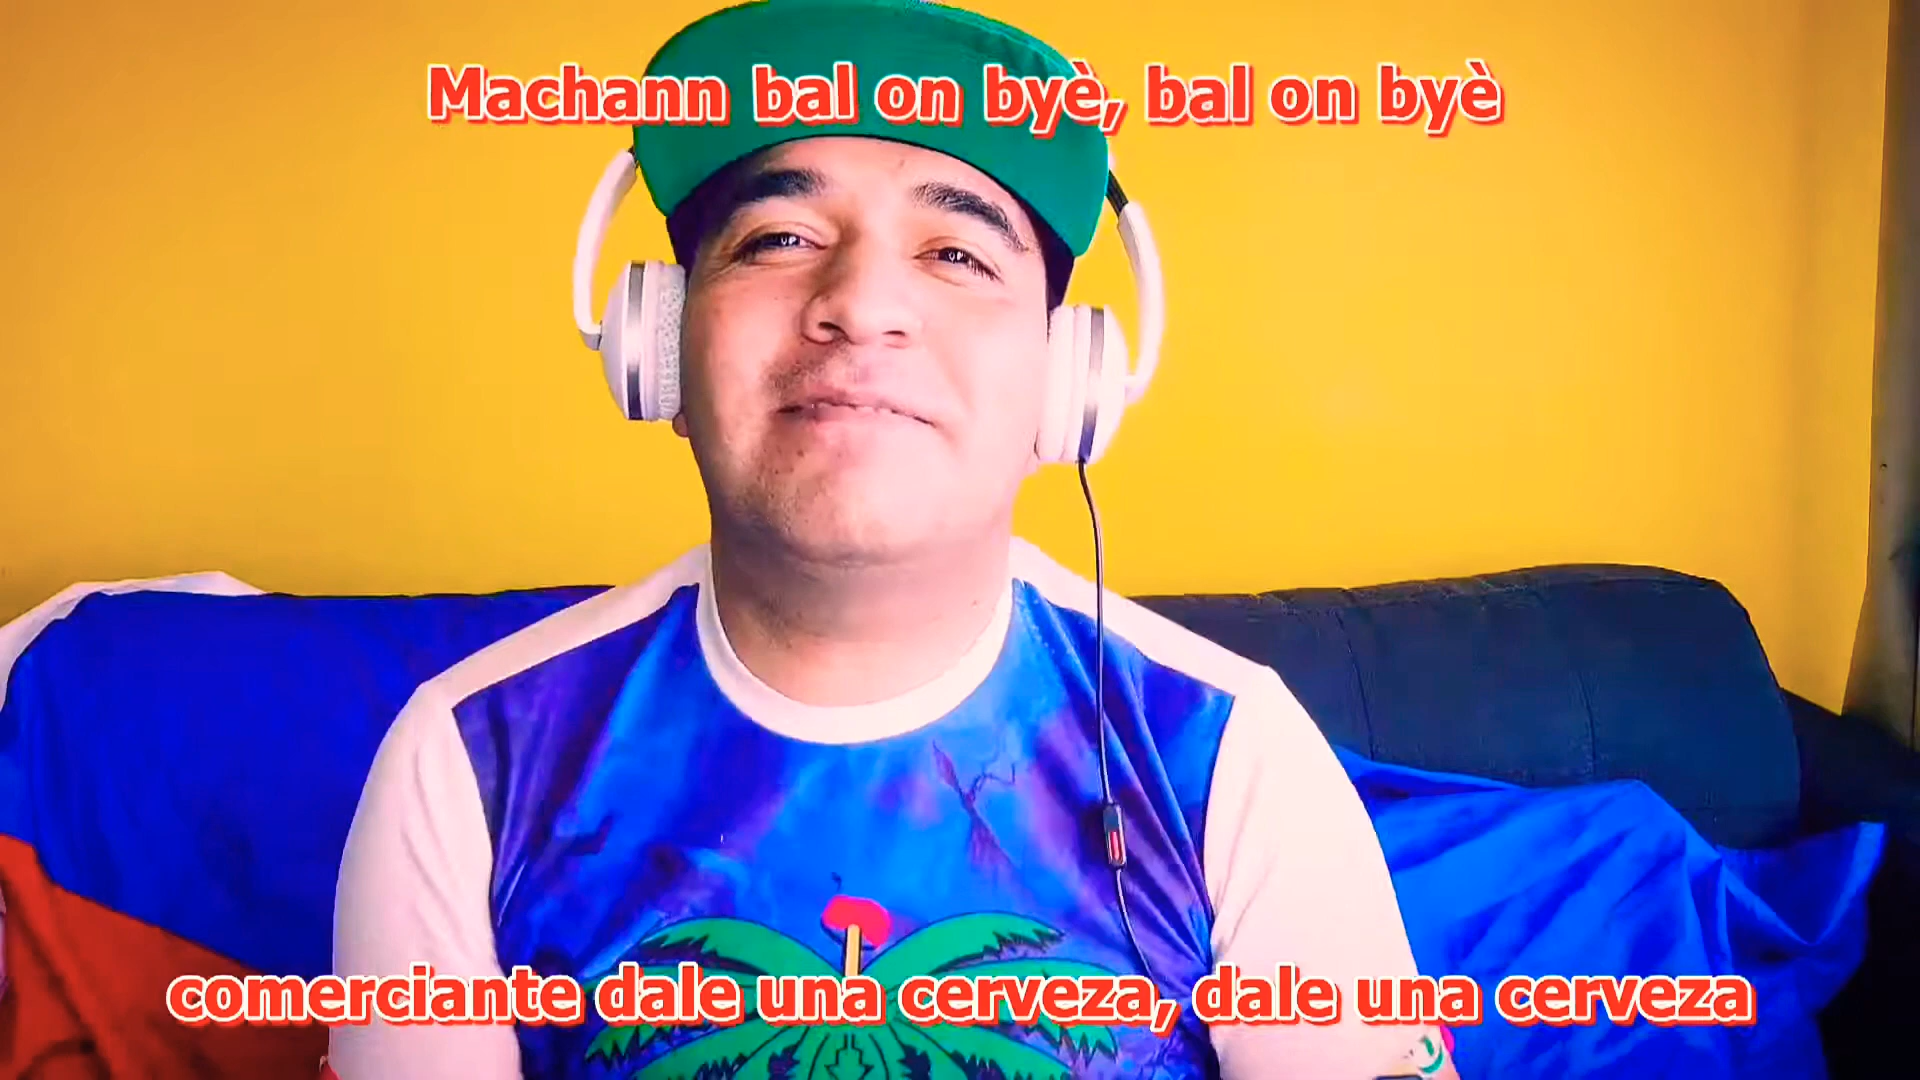 Machann bal on byè, bal on byè
comerciante dale una cerveza, dale una cerveza